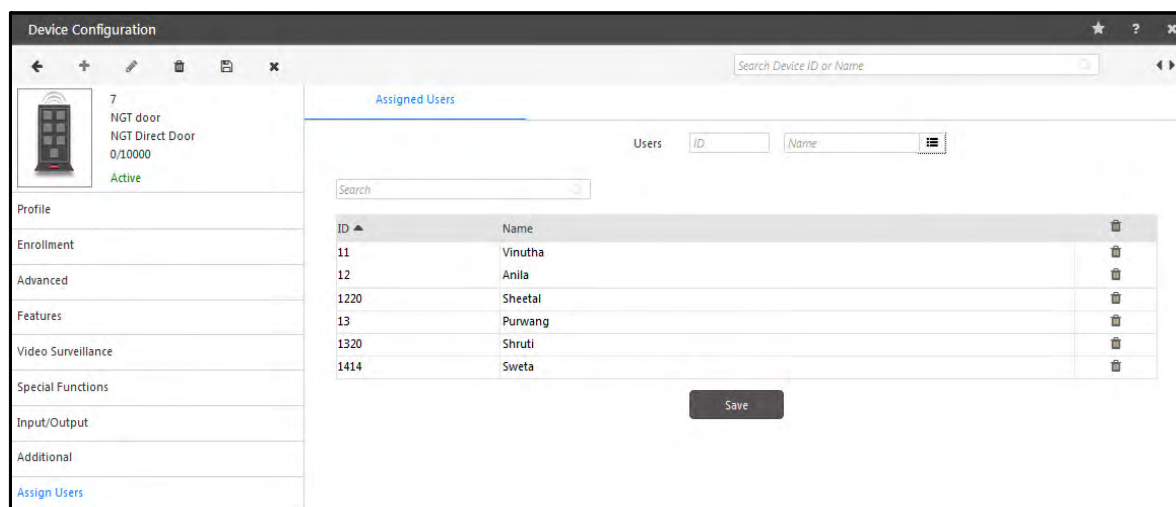 Device Configuration
?
Search Device ID or Name
7
NGT door
NGT Direct Door
0/10000
Active
Profile
Enrollment
Advanced
Features
Video Surveillance
Special Functions
Input/Output
Additional
Assign Users
Assigned Users
Users ID Name
Search
ID Name
11 Vinutha
12 Anila
1220 Sheetal
13 Purwang
1320 Shruti
1414 Sweta
Save